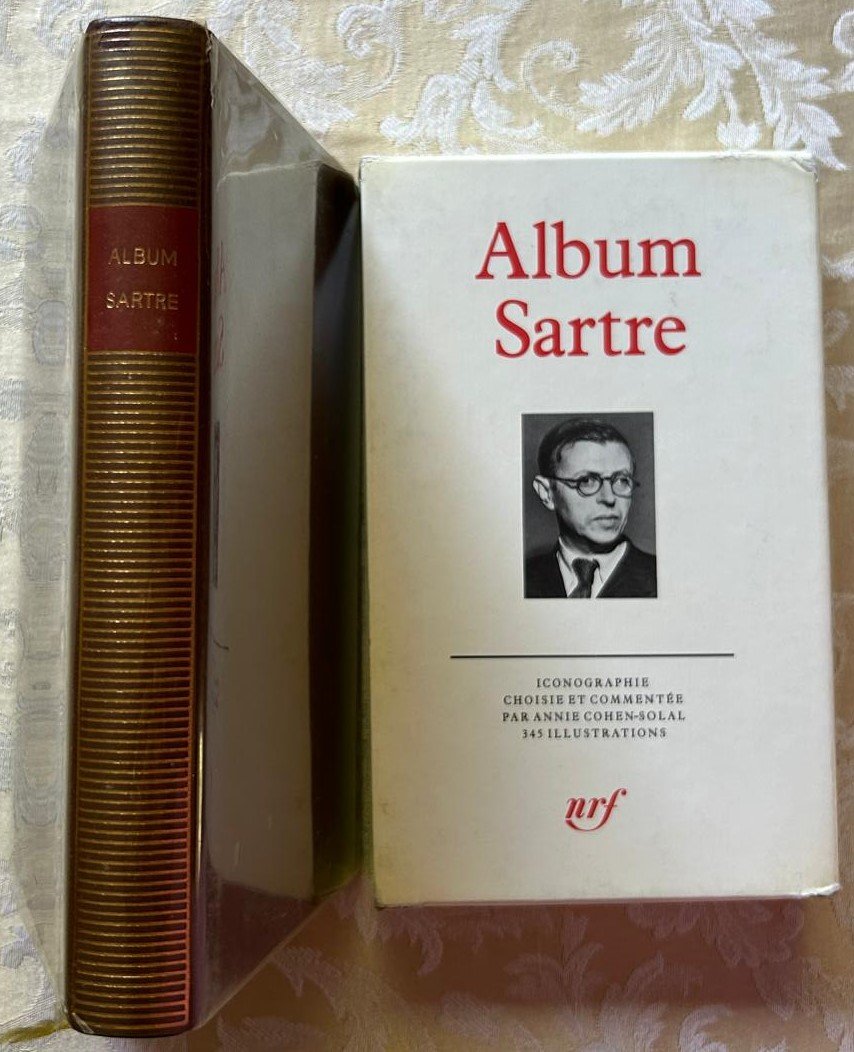 ALBUM
SARTRE
Album
Sartre
ICONOGRAPHIE
CHOISIE ET COMMENTÉE
PAR ANNIE COHEN-SOLAL
345 ILLUSTRATIONS
nrf